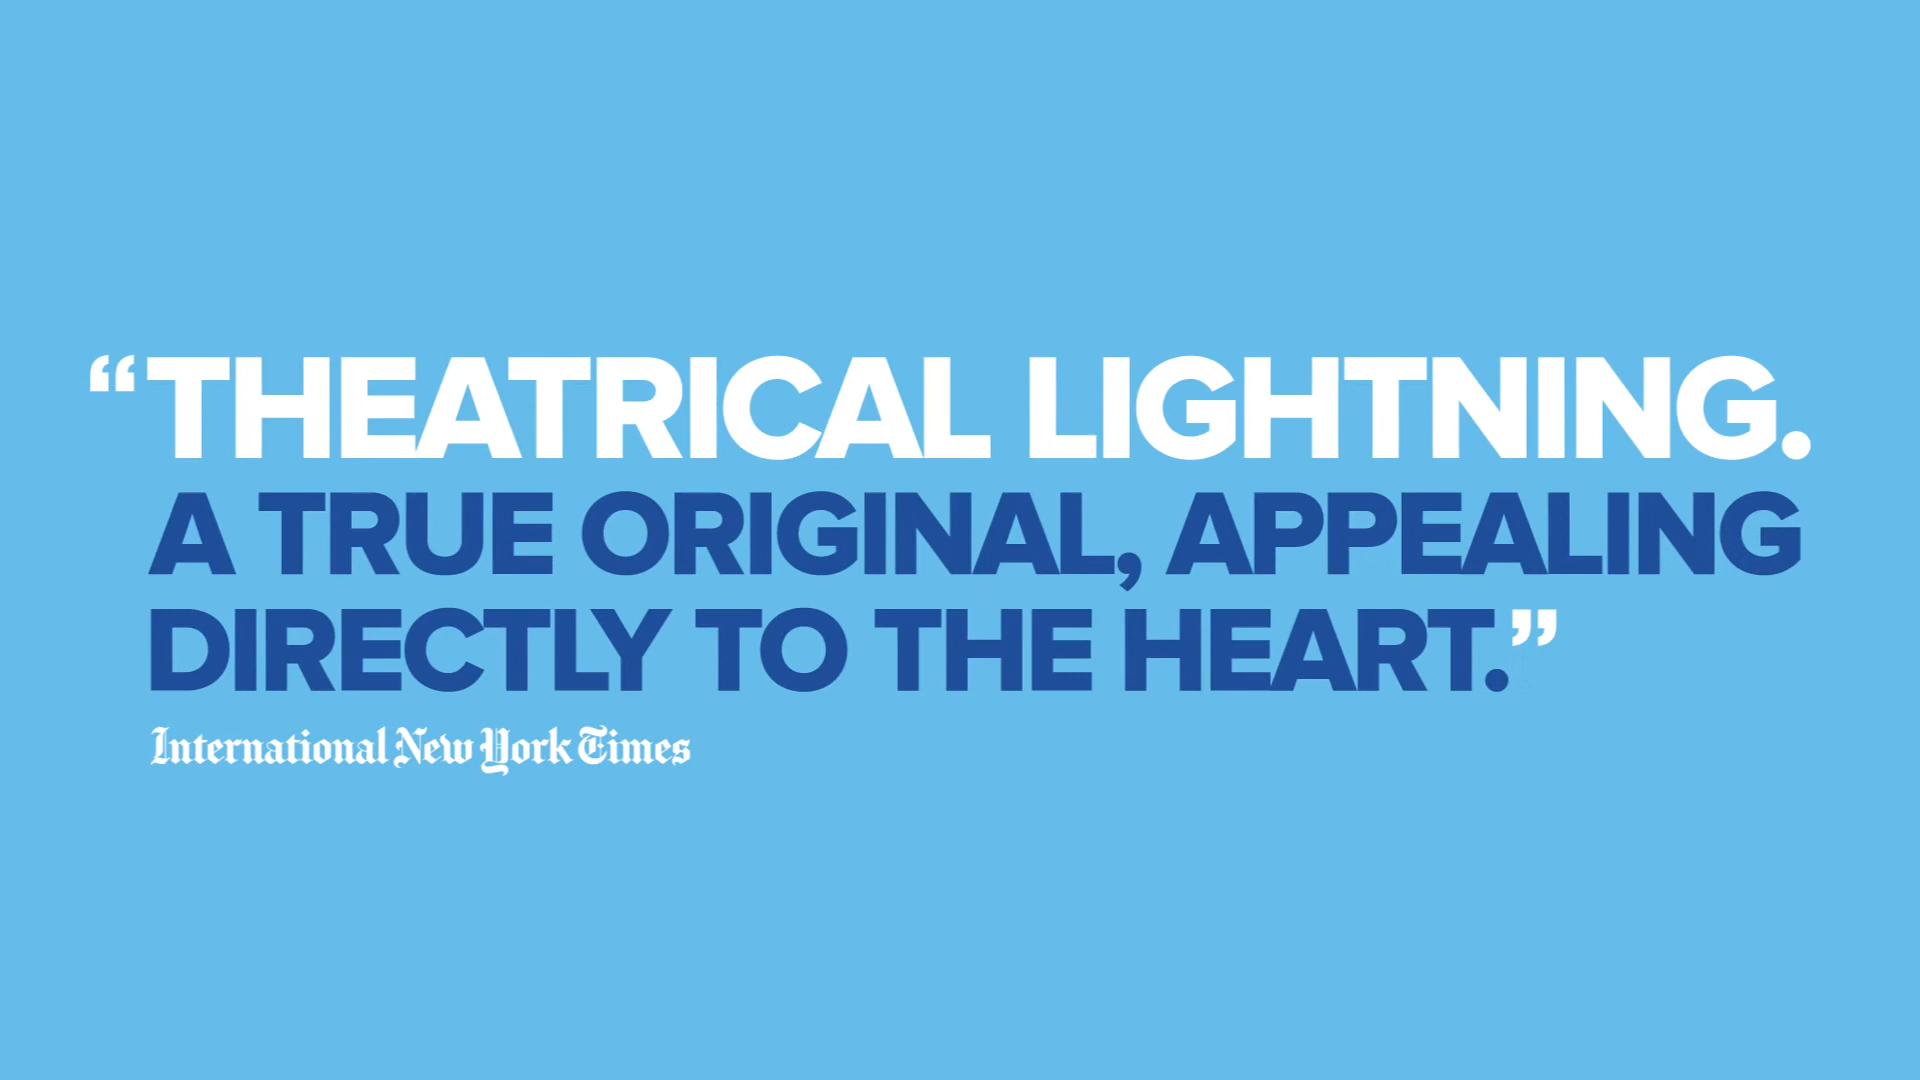 “THEATRICAL LIGHTNING.
A TRUE ORIGINAL, APPEALING
DIRECTLY TO THE HEART.”
International New York Times